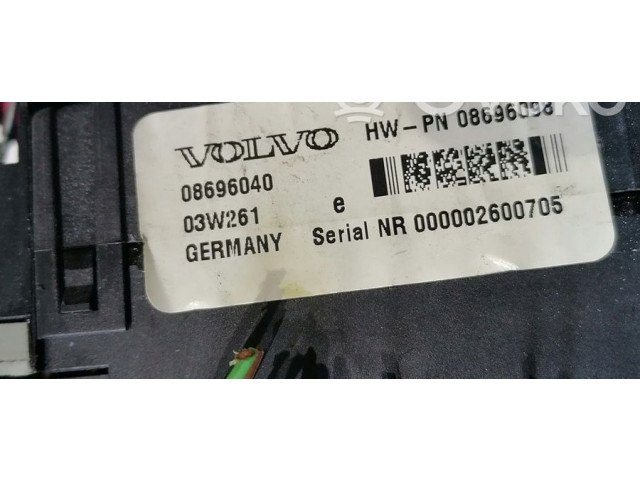 VOLVO
HW-PN 08696098
08696040
03W261
e
GERMANY Serial NR 000002600705